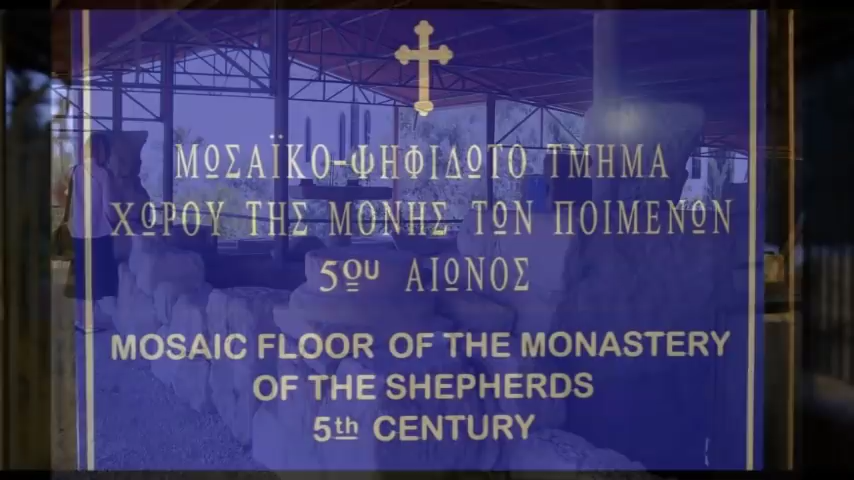 ΜΩΣΑΪΚΟ-ΨΗΦΙΔΩΤΟ ΤΜΗΜΑ
ΧΩΡΟΥ ΤΗΣ ΜΟΝΗΣ ΤΩΝ ΠΟΙΜΕΝΩΝ
5ου ΑΙΩΝΟΣ
MOSAIC FLOOR OF THE MONASTERY
OF THE SHEPHERDS
5th CENTURY